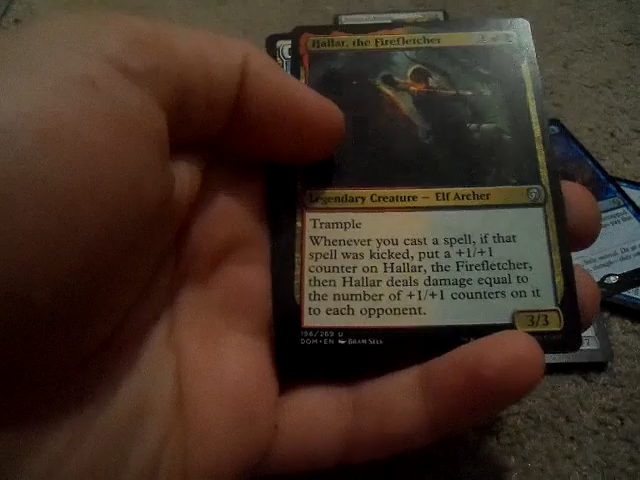 Hallar, the Firefletcher
Legendary Creature — Elf Archer
Trample
Whenever you cast a spell, if that
spell was kicked, put a +1/+1
counter on Hallar, the Firefletcher,
then Hallar deals damage equal to
the number of +1/+1 counters on it
to each opponent.
3/3
196/269 U
DOM • EN Bram Sels